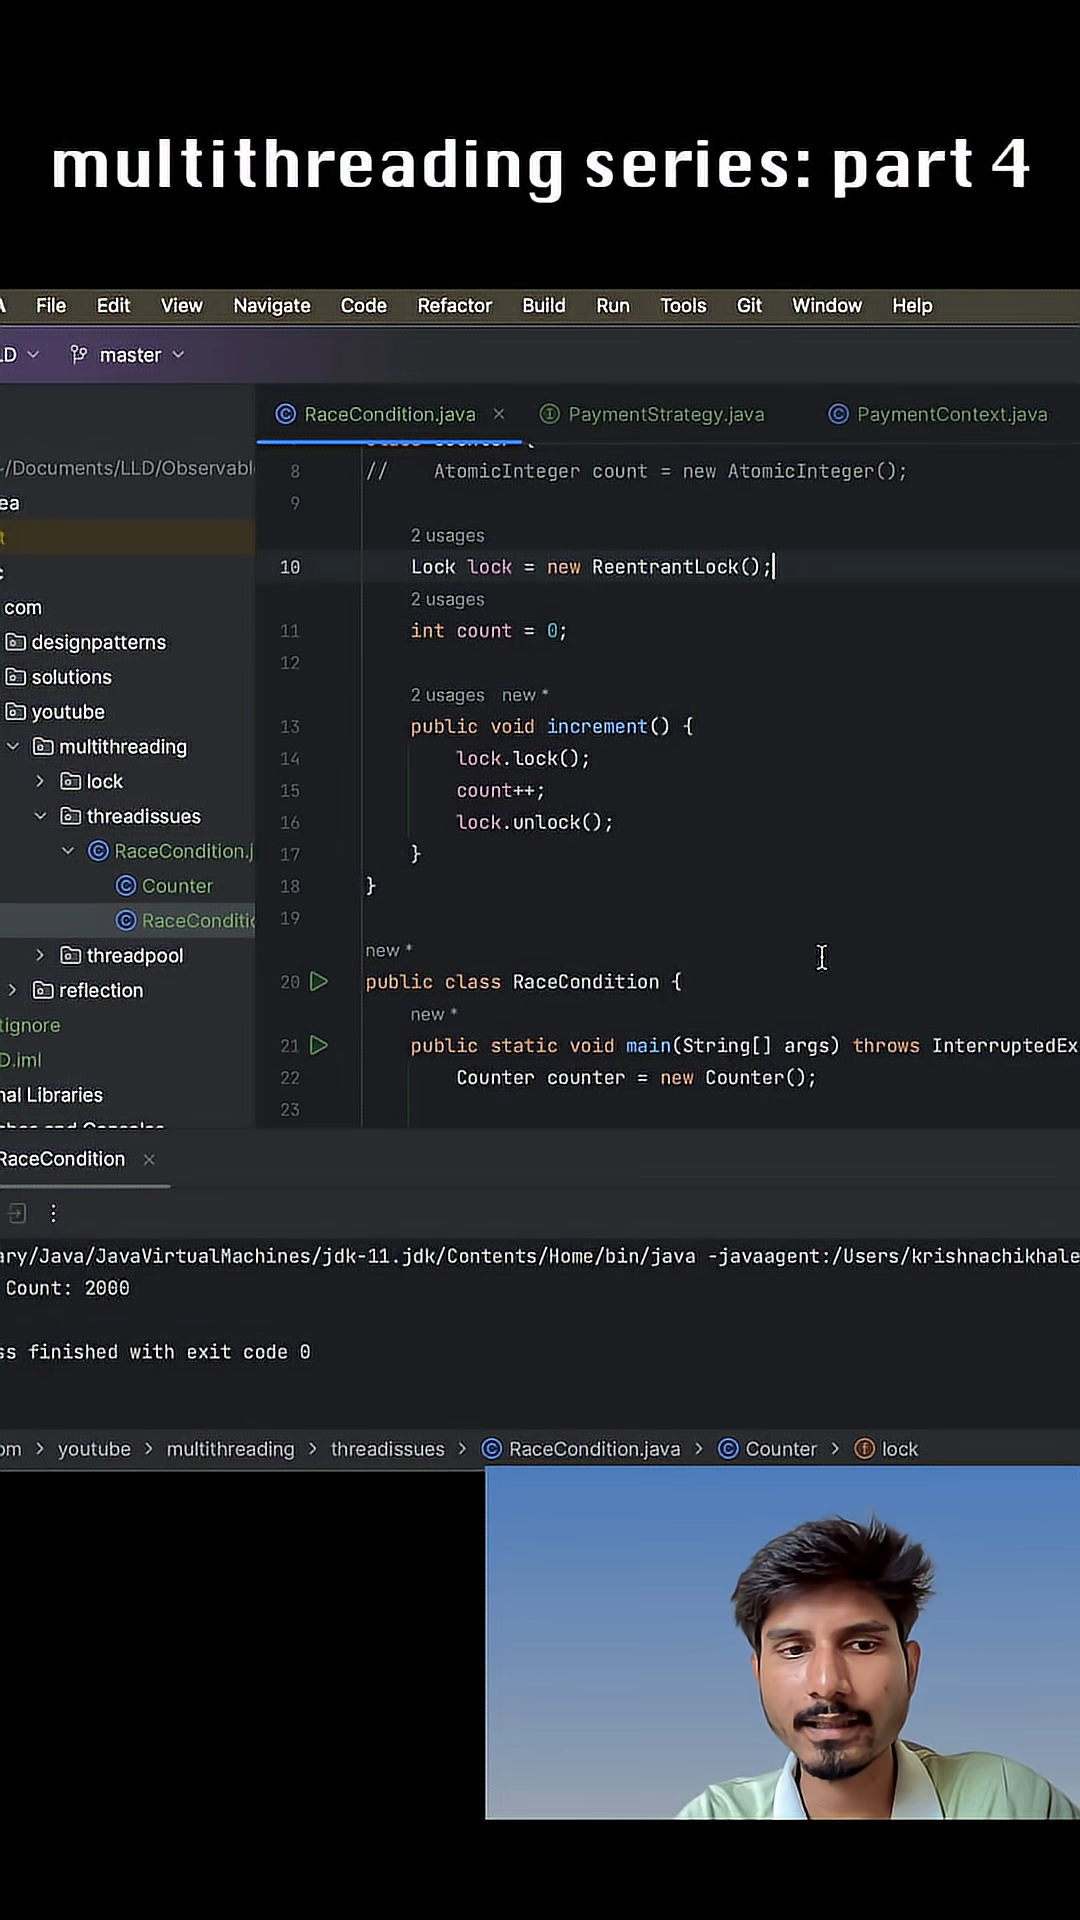 multithreading series: part 4
File Edit View Navigate Code Refactor Build Run Tools Git Window Help
master
RaceCondition.java × PaymentStrategy.java PaymentContext.java
~/Documents/LLD/Observabl
8 // AtomicInteger count = new AtomicInteger();
9
2 usages
10 Lock lock = new ReentrantLock();
2 usages
11 int count = 0;
12
2 usages new *
13 public void increment() {
14 lock.lock();
15 count++;
16 lock.unlock();
17 }
18 }
19
new *
20 public class RaceCondition {
new *
21 public static void main(String[] args) throws InterruptedEx
22 Counter counter = new Counter();
23
com
designpatterns
solutions
youtube
multithreading
lock
threadissues
RaceCondition.j
Counter
RaceConditi
threadpool
reflection
tignore
D.iml
nal Libraries
RaceCondition ×
ary/Java/JavaVirtualMachines/jdk-11.jdk/Contents/Home/bin/java -javaagent:/Users/krishnachikhale
Count: 2000
ss finished with exit code 0
om > youtube > multithreading > threadissues > RaceCondition.java > Counter > lock